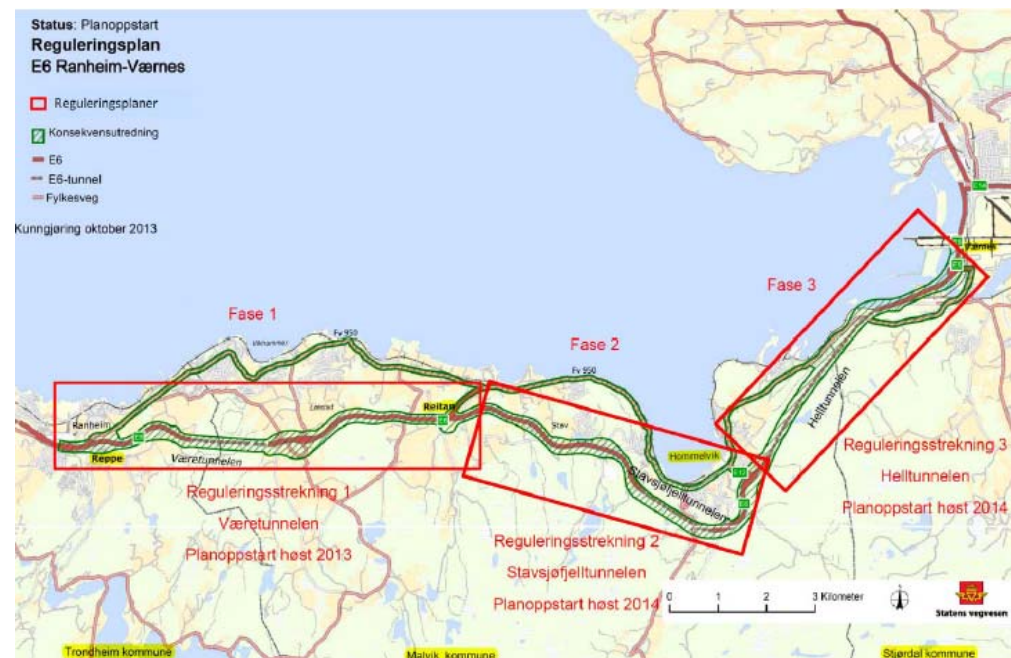 Status: Planoppstart
Reguleringsplan
E6 Ranheim-Værnes
Reguleringsplaner
Konsekvensutredning
E6
E6-tunnel
Fylkesveg
Kunngjøring oktober 2013
Fase 1
Fase 2
Fase 3
Værnes
Fv 950
Fv 950
Vikhammer
Ranheim
Reppe
Væretunnelen
Leistad
Reitan
Stav
Hommelvik
Stavsjøfjelltunnelen
Helltunnelen
Reguleringsstrekning 1
Væretunnelen
Planoppstart høst 2013
Reguleringsstrekning 2
Stavsjøfjelltunnelen
Planoppstart høst 2014
Reguleringsstrekning 3
Helltunnelen
Planoppstart høst 2014
0 1 2 3 Kilometer
Statens vegvesen
Trondheim kommune
Malvik kommune
Stjørdal kommune